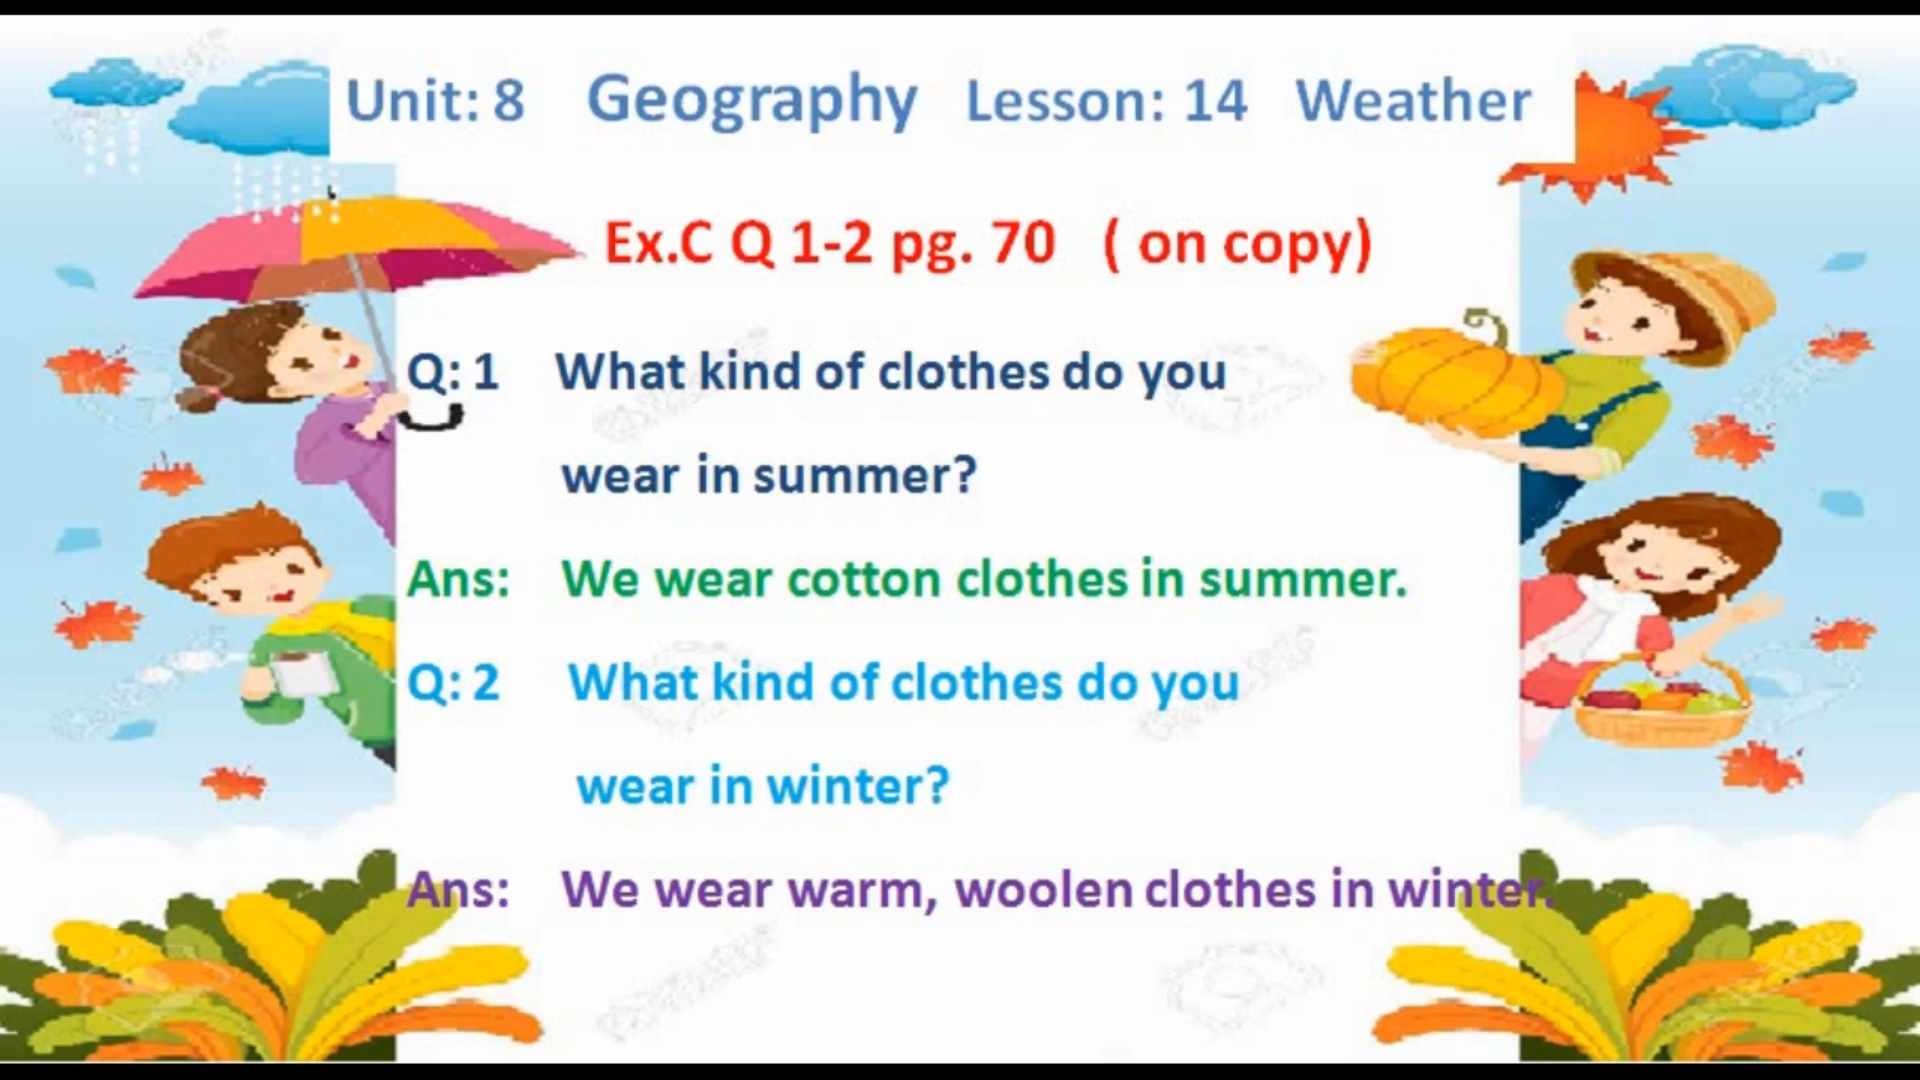 Unit: 8 Geography Lesson: 14 Weather
Ex.C Q 1-2 pg. 70 ( on copy)
Q: 1 What kind of clothes do you
wear in summer?
Ans: We wear cotton clothes in summer.
Q: 2 What kind of clothes do you
wear in winter?
Ans: We wear warm, woolen clothes in winter.